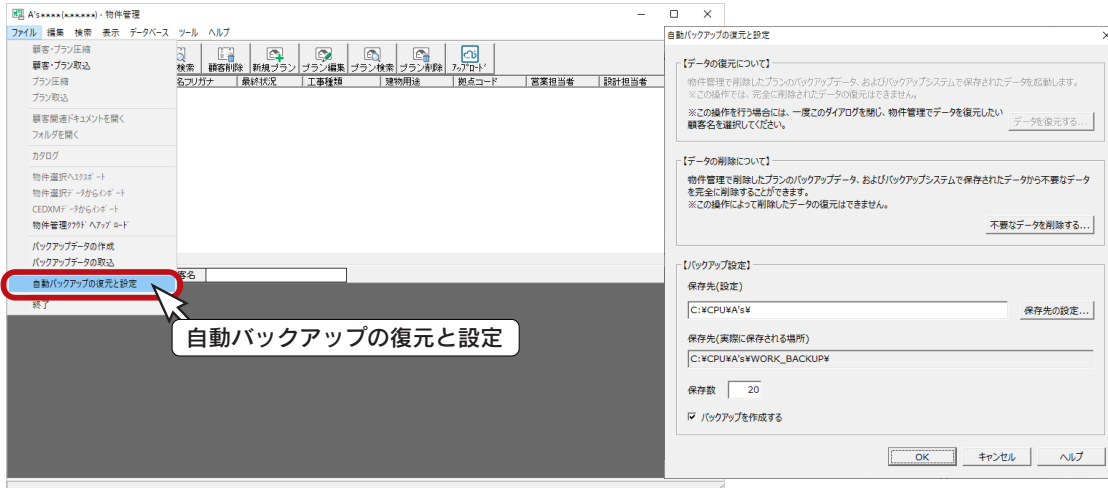 A's****(*.**.***) - 物件管理
ファイル 編集 検索 表示 データベース ツール ヘルプ
顧客・プラン圧縮
顧客・プラン取込
プラン圧縮
プラン取込
顧客関連ドキュメントを開く
フォルダを開く
カタログ
物件選択へエクスポート
物件選択データからインポート
CEDXMデータからインポート
物件管理クラウドへアップロード
バックアップデータの作成
バックアップデータの取込
自動バックアップの復元と設定
終了
検索 顧客削除 新規プラン プラン編集 プラン検索 プラン削除 アップロード
名フリガナ 最終状況 工事種類 建物用途 拠点コード 営業担当者 設計担当者
客名
自動バックアップの復元と設定
自動バックアップの復元と設定
【データの復元について】
物件管理で削除したプランのバックアップデータ、およびバックアップシステムで保存されたデータを起動します。
※この操作では、完全に削除されたデータの復元はできません。
※この操作を行う場合には、一度このダイアログを閉じ、物件管理でデータを復元したい
顧客名を選択してください。
データを復元する...
【データの削除について】
物件管理で削除したプランのバックアップデータ、およびバックアップシステムで保存されたデータから不要なデータ
を完全に削除することができます。
※この操作によって削除したデータの復元はできません。
不要なデータを削除する...
【バックアップ設定】
保存先(設定)
C:¥CPU¥A's¥ 保存先の設定...
保存先(実際に保存される場所)
C:¥CPU¥A's¥WORK_BACKUP¥
保存数 20
バックアップを作成する
OK キャンセル ヘルプ